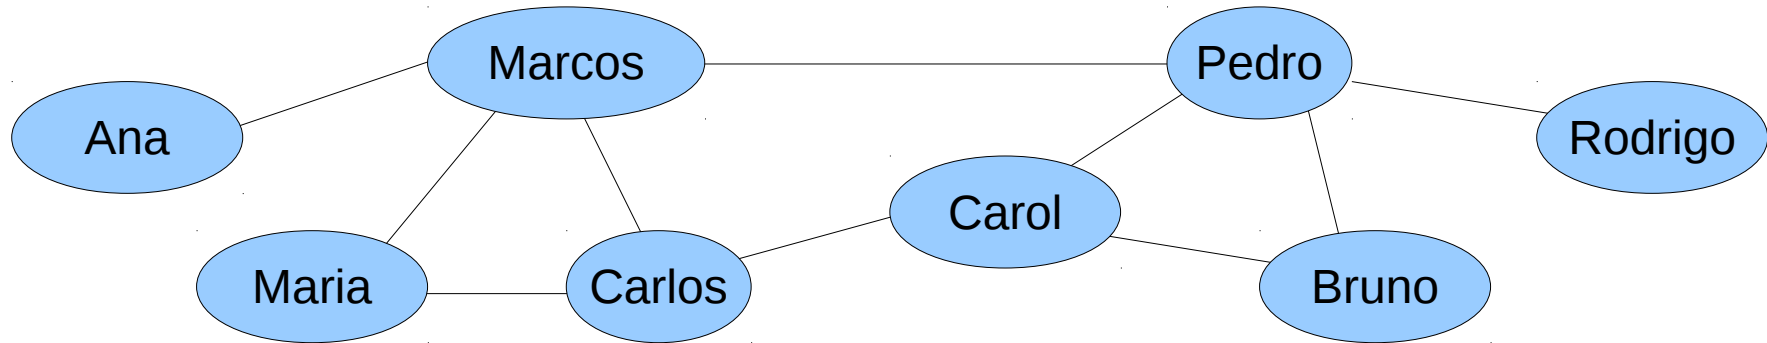 Marcos
Pedro
Ana
Rodrigo
Carol
Maria
Carlos
Bruno